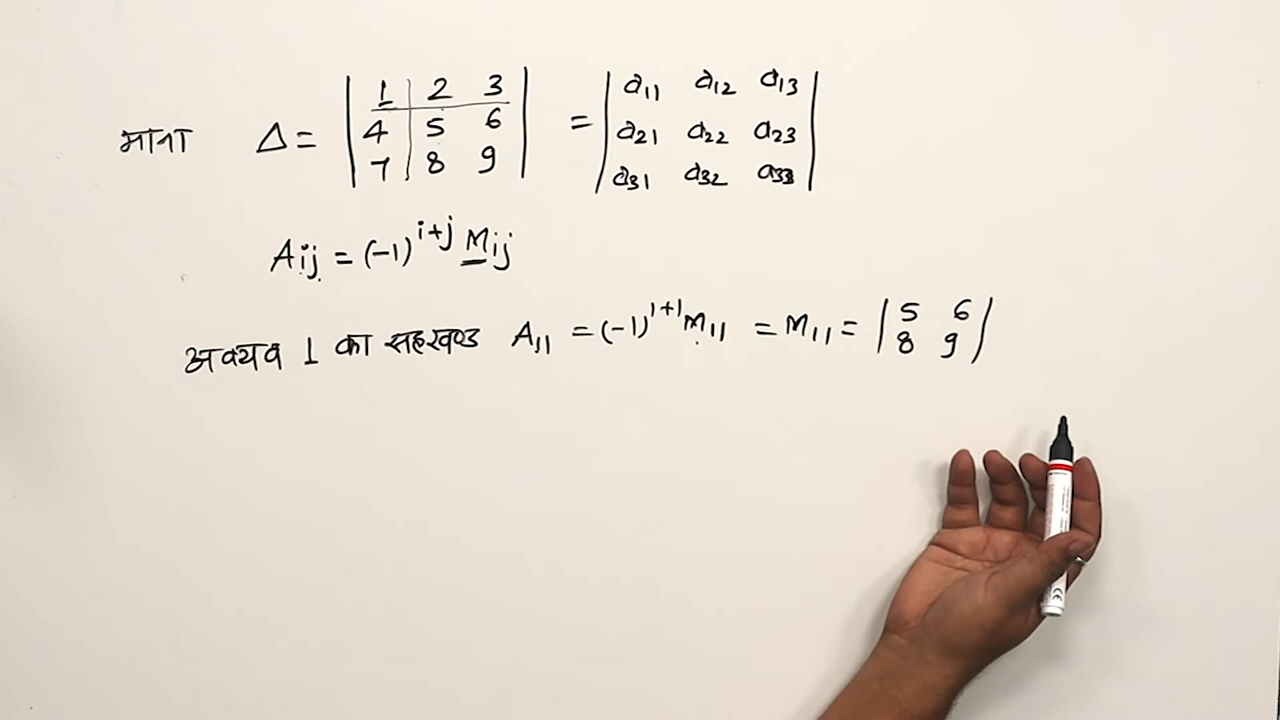 माना Δ = | 1 2 3 | = | a11 a12 a13 |
| 4 5 6 | | a21 a22 a23 |
| 7 8 9 | | a31 a32 a33 |
Aij = (-1)^i+j Mij
अवयव 1 का सहखण्ड A11 = (-1)^1+1 M11 = M11 = | 5 6 |
| 8 9 |